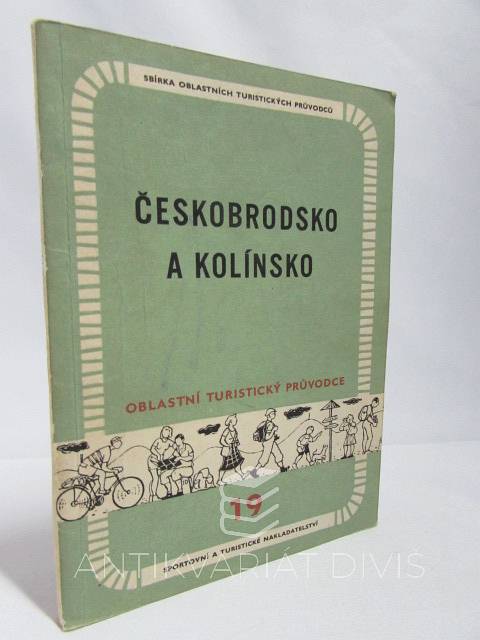 SBÍRKA OBLASTNÍCH TURISTICKÝCH PRŮVODCŮ
ČESKOBRODSKO
A KOLÍNSKO
OBLASTNÍ TURISTICKÝ PRŮVODCE
19
SPORTOVNÍ A TURISTICKÉ NAKLADATELSTVÍ
ANTIKVARIÁT DIVIŠ